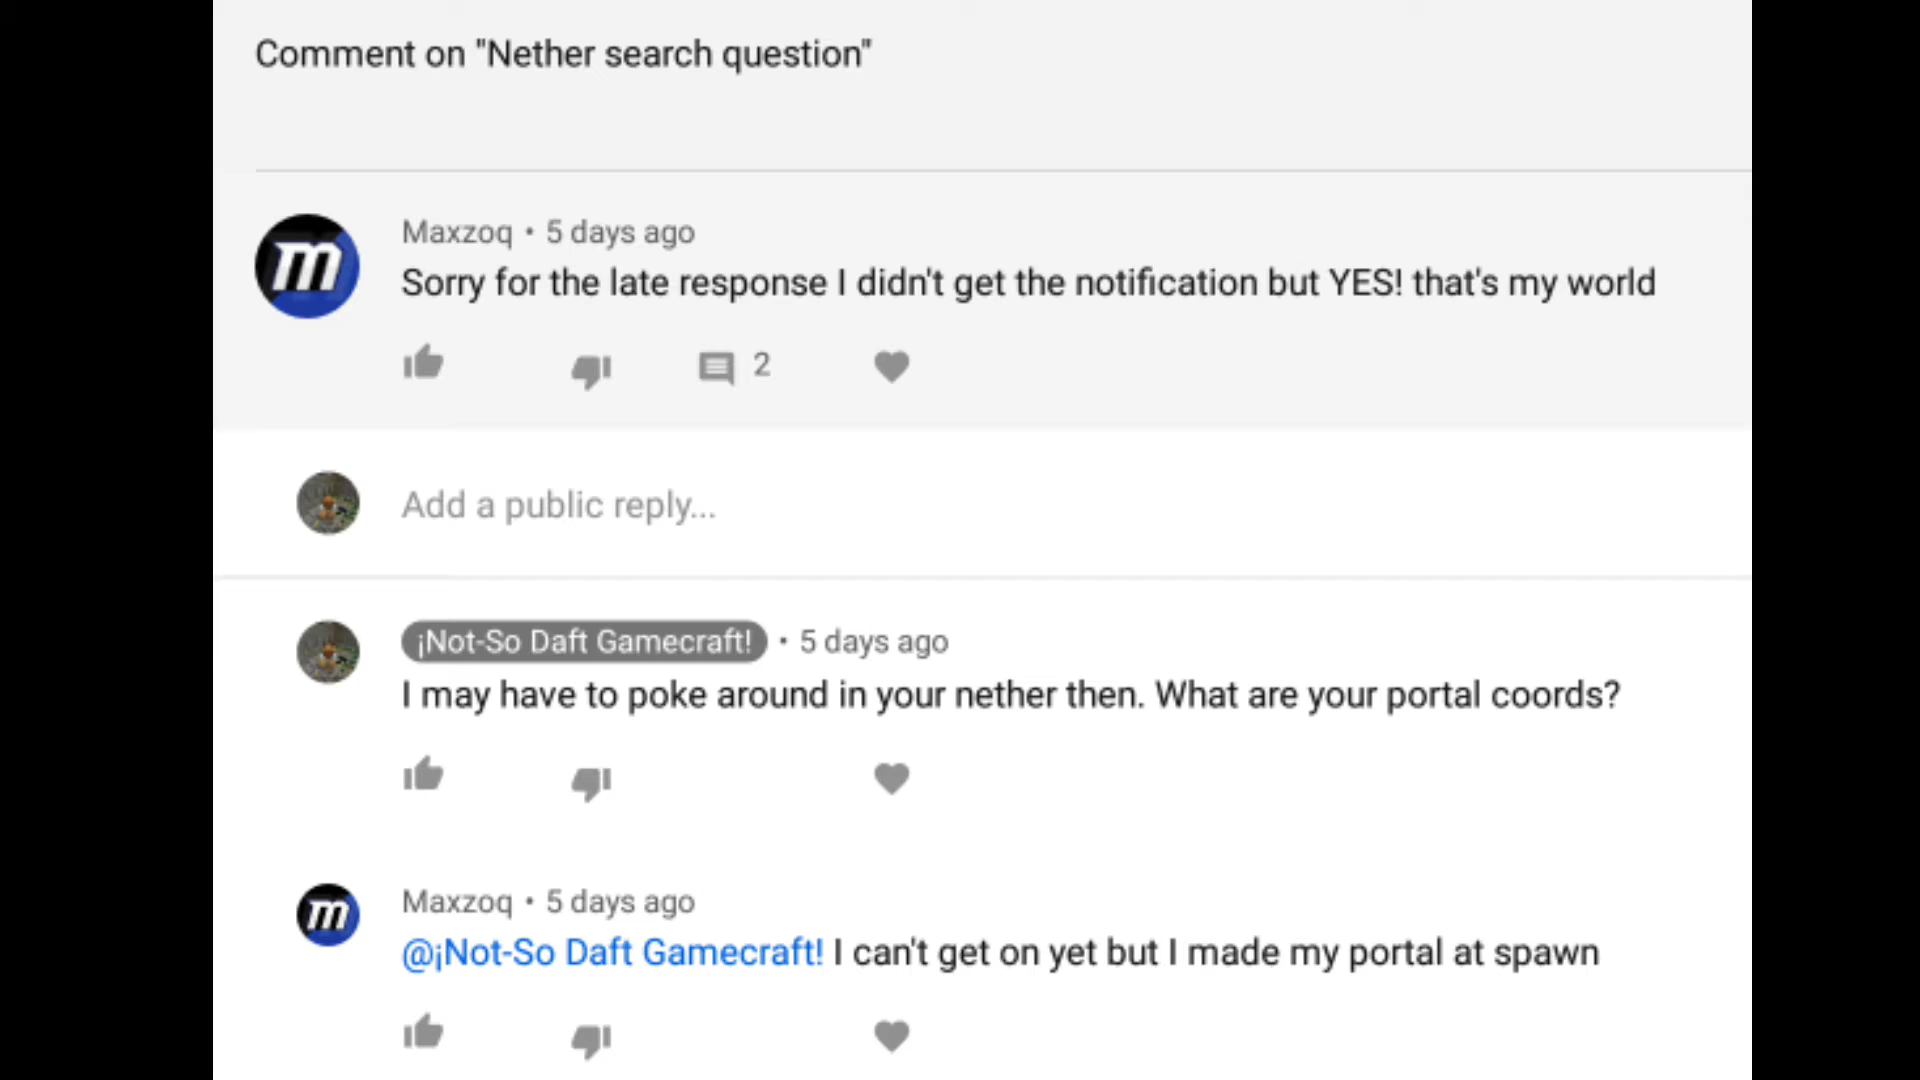 Comment on "Nether search question"
Maxzoq • 5 days ago
Sorry for the late response I didn't get the notification but YES! that's my world
2
Add a public reply...
¡Not-So Daft Gamecraft! • 5 days ago
I may have to poke around in your nether then. What are your portal coords?
Maxzoq • 5 days ago
@¡Not-So Daft Gamecraft! I can't get on yet but I made my portal at spawn